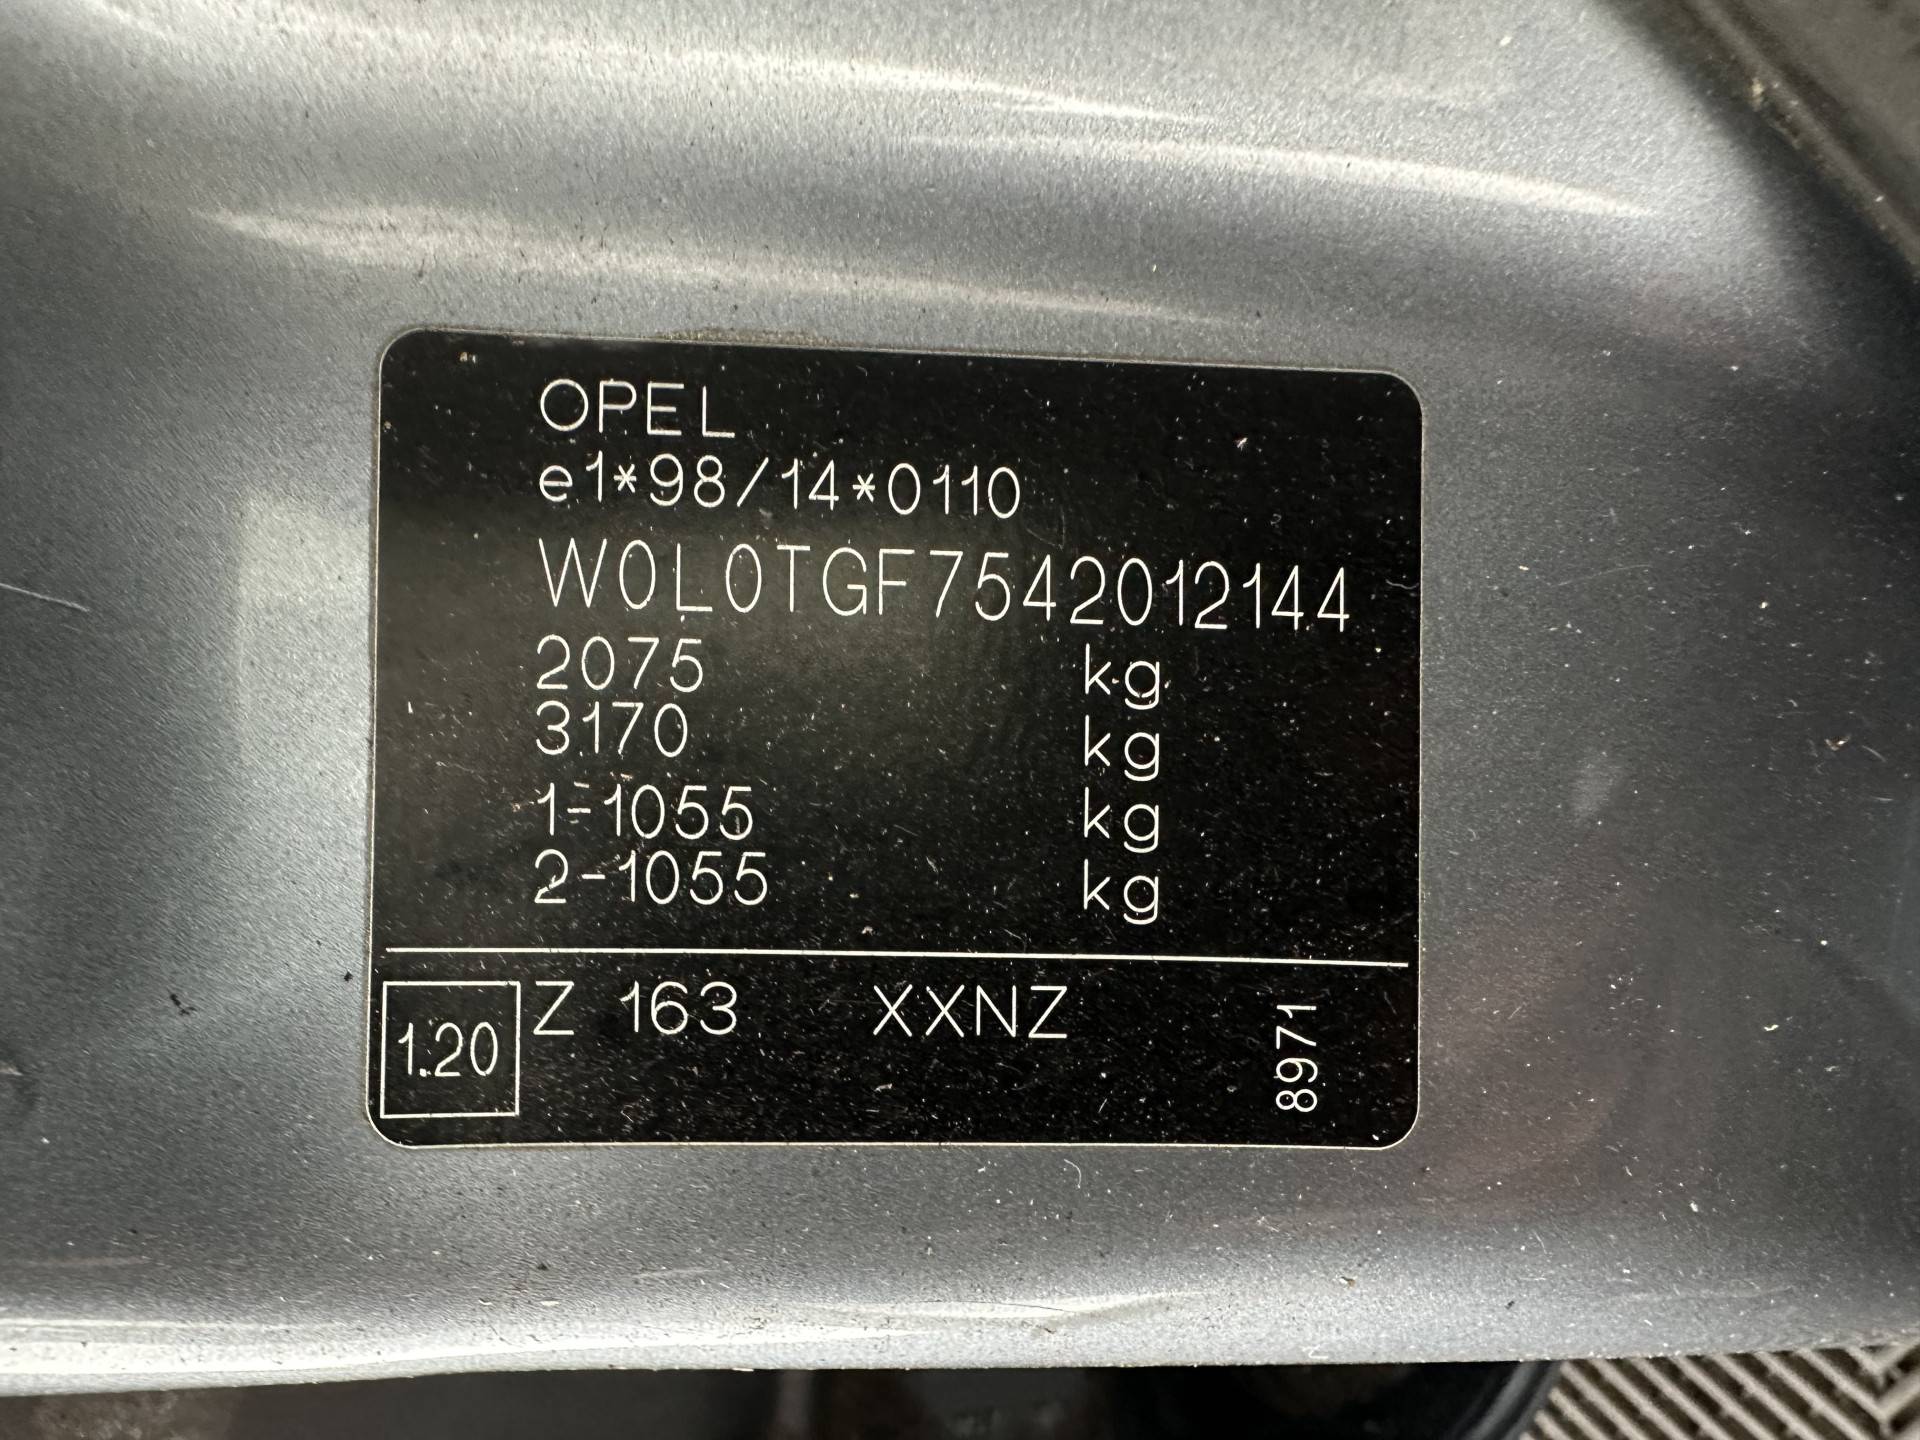 OPEL
e1*98/14*0110
W0L0TGF7542012144
2075 kg
3170 kg
1-1055 kg
2-1055 kg
1.20 Z 163 XXNZ 8971